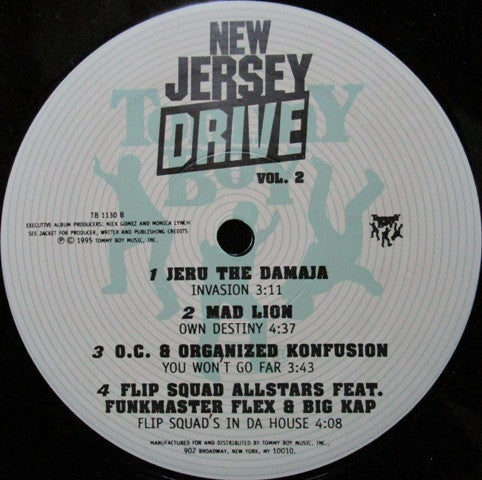 NEW
JERSEY
DRIVE
VOL. 2
TOMMY
BOY
TB 1130 B
EXECUTIVE ALBUM PRODUCERS: NICK GOMEZ AND MONICA LYNCH
SEE JACKET FOR PRODUCER, WRITER AND PUBLISHING CREDITS
℗ © 1995 TOMMY BOY MUSIC, INC.
1 JERU THE DAMAJA
INVASION 3:11
2 MAD LION
OWN DESTINY 4:37
3 O.C. & ORGANIZED KONFUSION
YOU WON'T GO FAR 3:43
4 FLIP SQUAD ALLSTARS FEAT.
FUNKMASTER FLEX & BIG KAP
FLIP SQUAD'S IN DA HOUSE 4:08
MANUFACTURED FOR AND DISTRIBUTED BY TOMMY BOY MUSIC, INC.,
902 BROADWAY, NEW YORK, NY 10010.